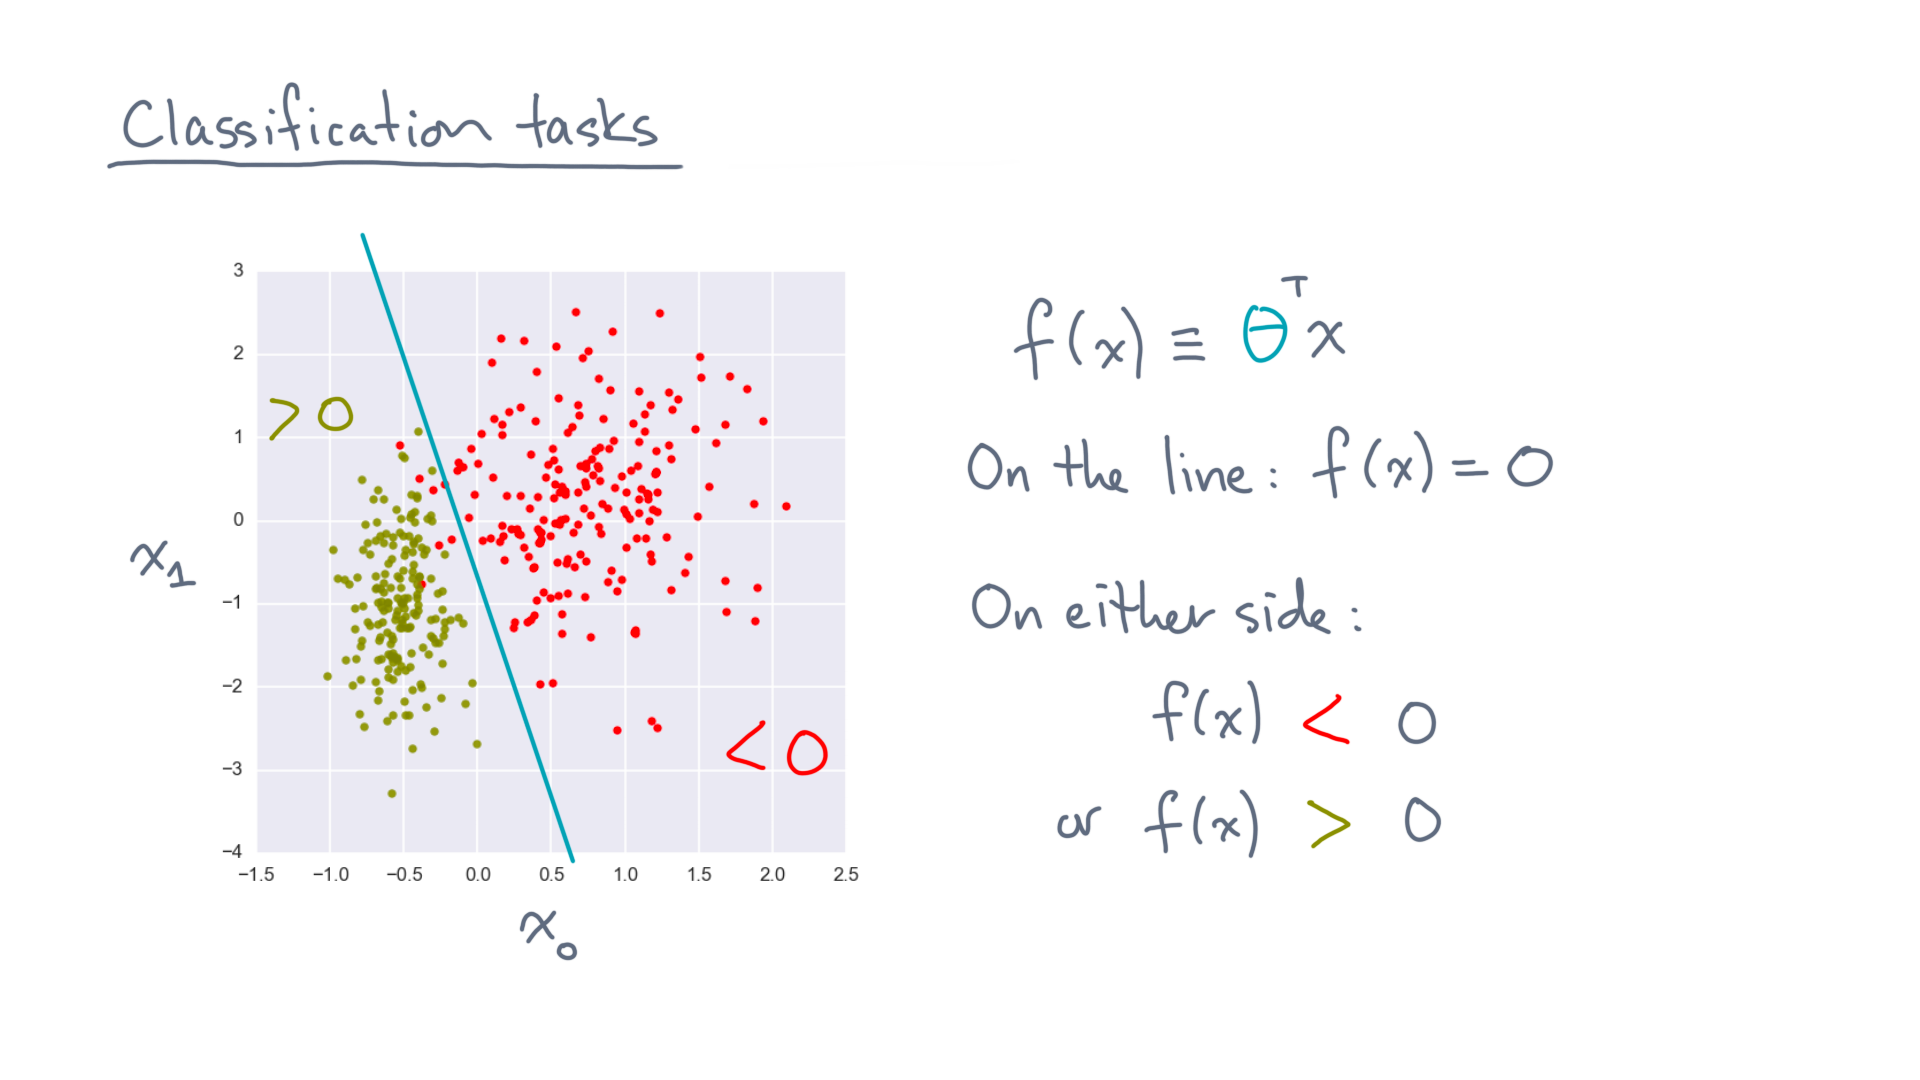 Classification tasks
3
2
1
0
−1
−2
−3
−4
−1.5 −1.0 −0.5 0.0 0.5 1.0 1.5 2.0 2.5
x₁
x₀
>0
<0
f(x) ≡ θᵀx
On the line: f(x) = 0
On either side:
f(x) < 0
or f(x) > 0